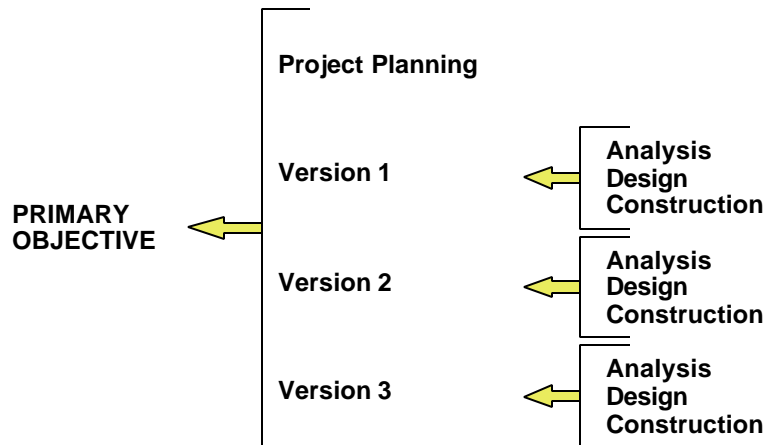 Project Planning
Version 1
Analysis
Design
Construction
PRIMARY
OBJECTIVE
Version 2
Analysis
Design
Construction
Version 3
Analysis
Design
Construction